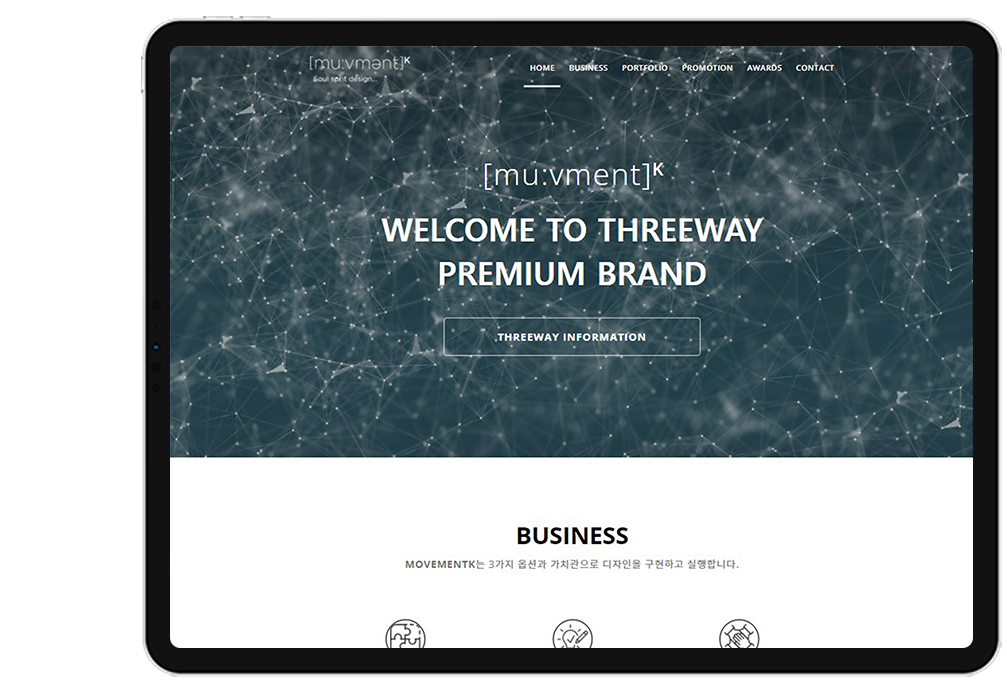 [mu:vmənt]K
Soul sprit design...
HOME BUSINESS PORTFOLIO PROMOTION AWARDS CONTACT
[mu:vment]K
WELCOME TO THREEWAY
PREMIUM BRAND
THREEWAY INFORMATION
BUSINESS
MOVEMENTK는 3가지 옵션과 가치관으로 디자인을 구현하고 실행합니다.